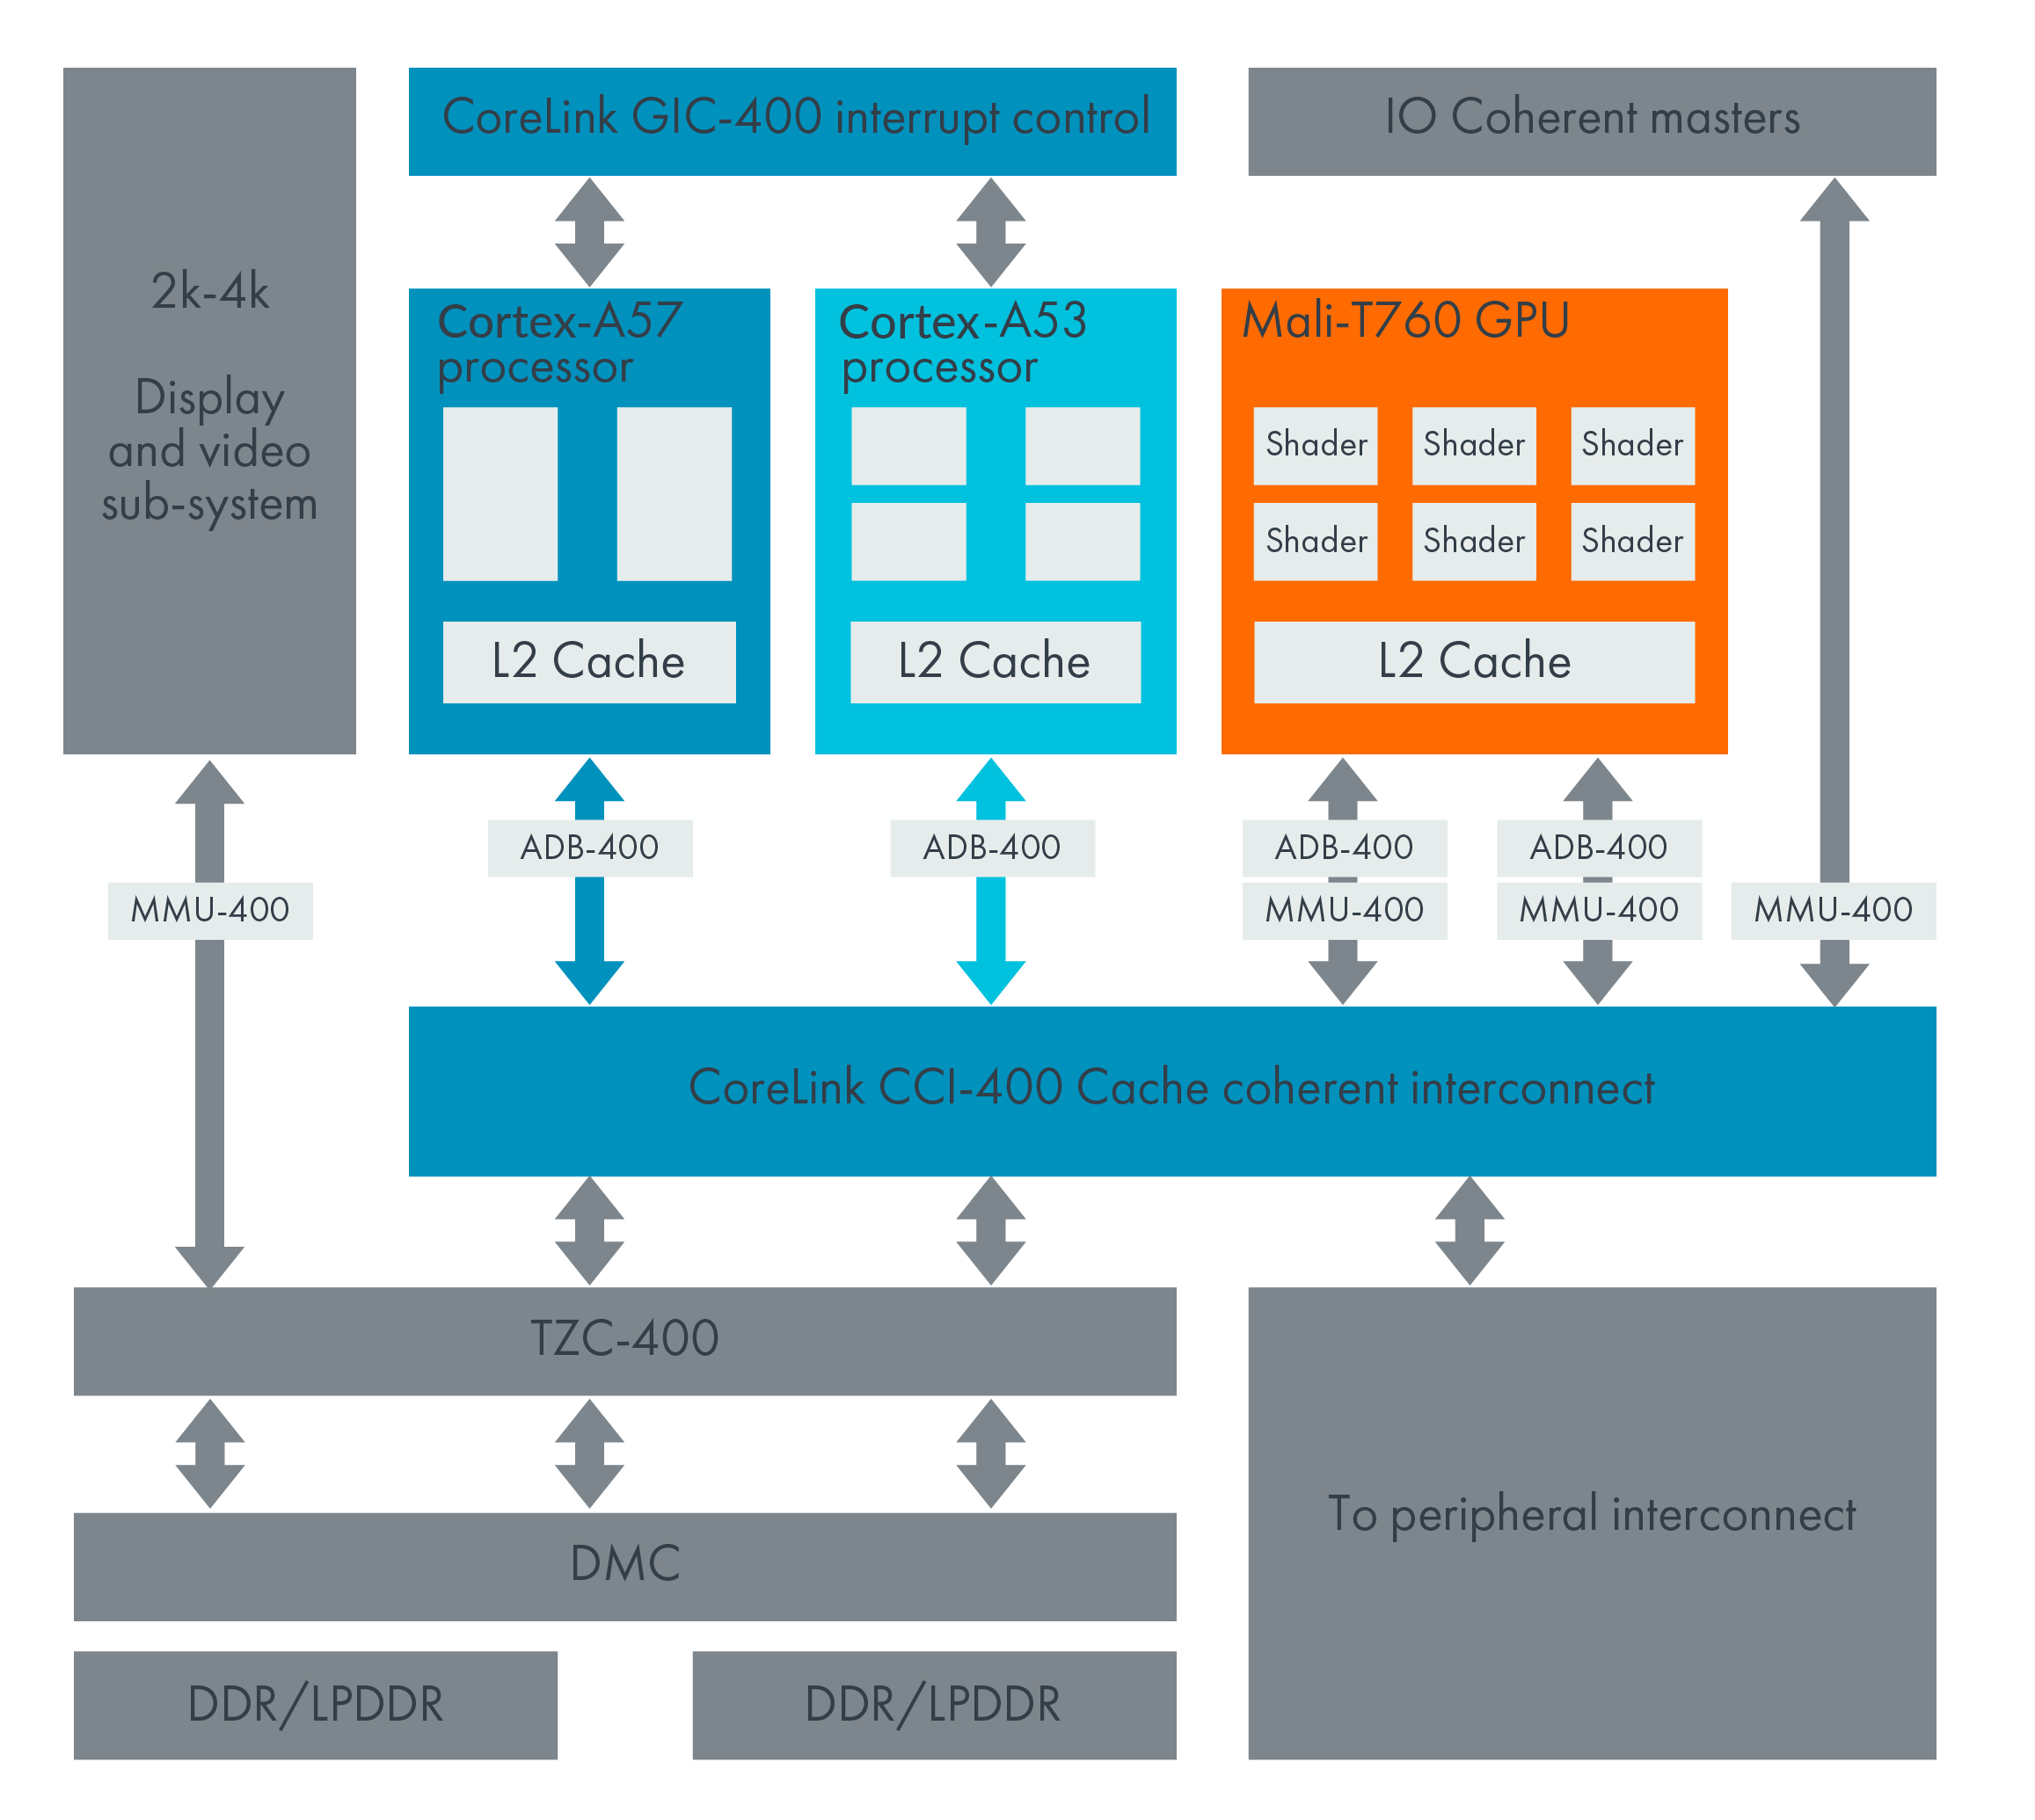 CoreLink GIC-400 interrupt control
IO Coherent masters
2k-4k
Display
and video
sub-system
Cortex-A57
processor
Cortex-A53
processor
Mali-T760 GPU
Shader
Shader
Shader
Shader
Shader
Shader
L2 Cache
L2 Cache
L2 Cache
ADB-400
ADB-400
ADB-400
ADB-400
MMU-400
MMU-400
MMU-400
MMU-400
CoreLink CCI-400 Cache coherent interconnect
TZC-400
To peripheral interconnect
DMC
DDR/LPDDR
DDR/LPDDR